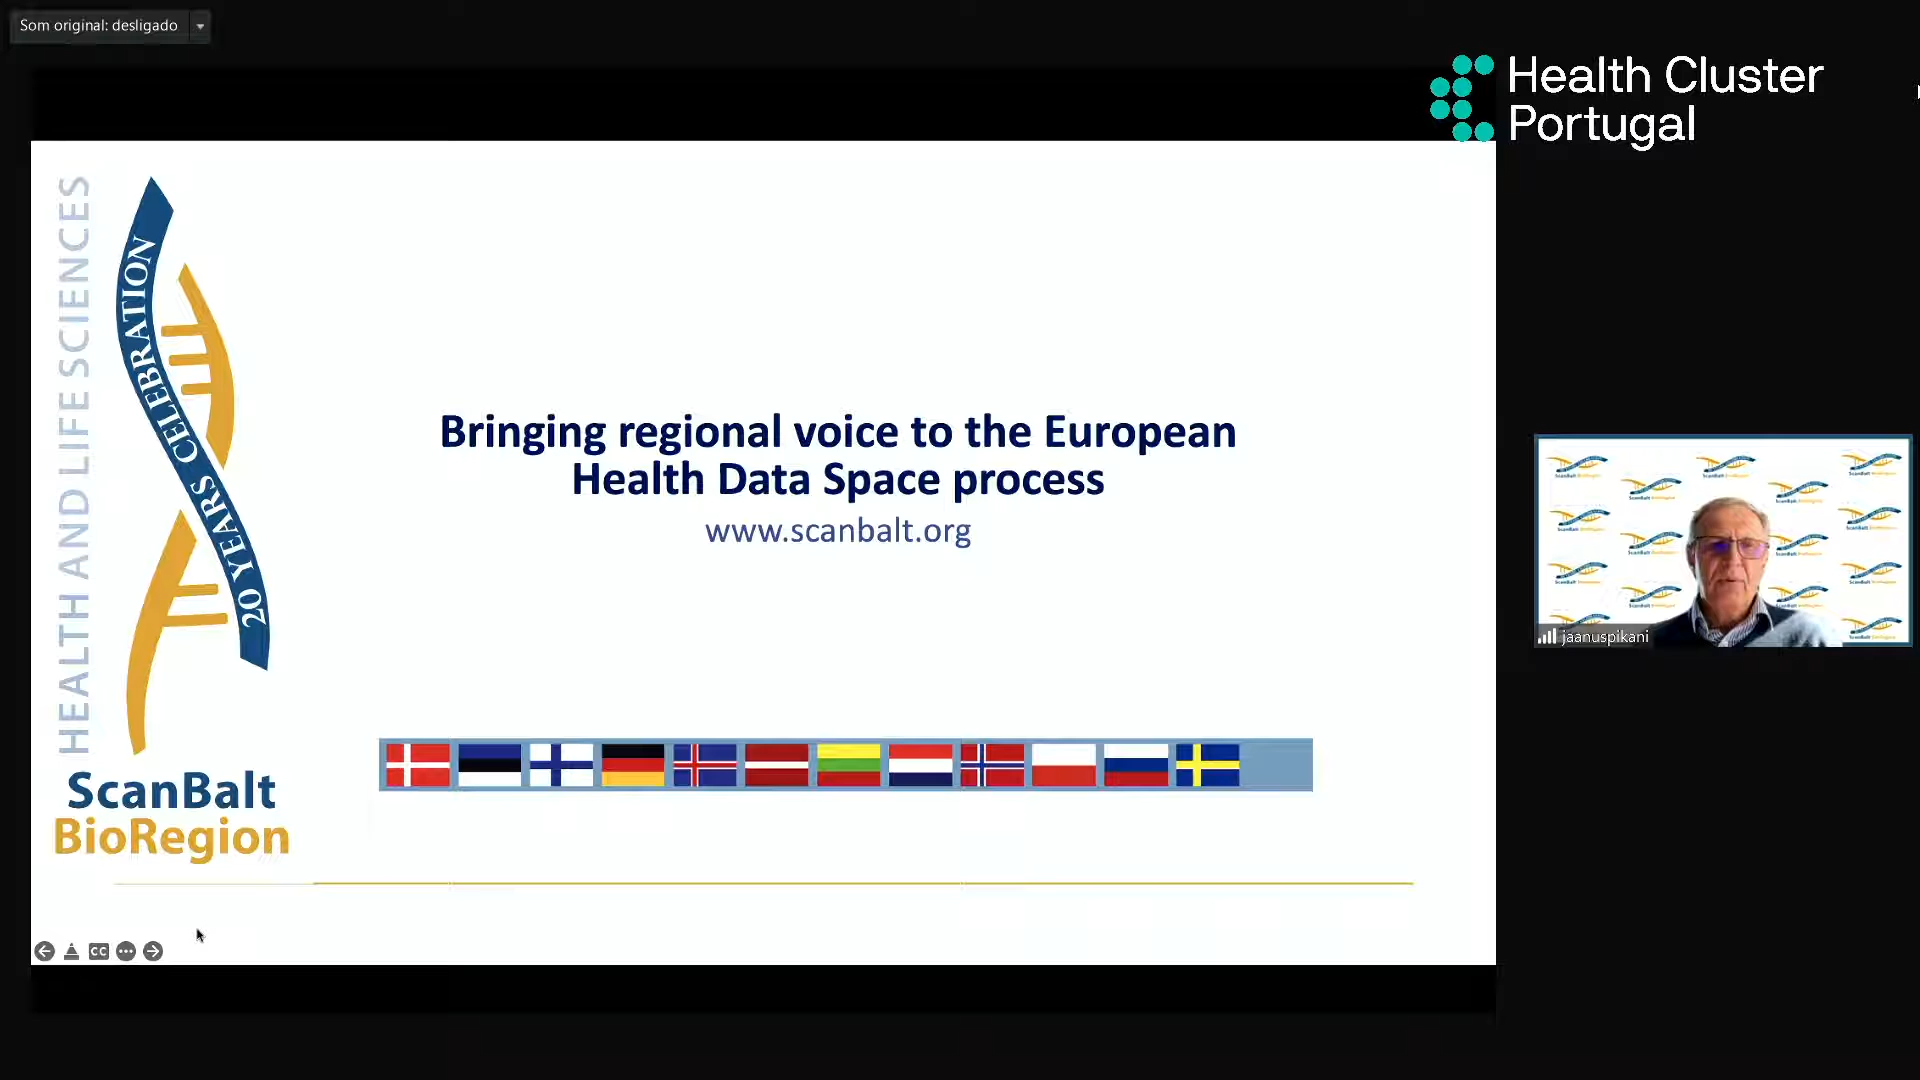 Som original: desligado
Health Cluster
Portugal
HEALTH AND LIFE SCIENCES
20 YEARS CELEBRATION
Bringing regional voice to the European
Health Data Space process
www.scanbalt.org
ScanBalt
BioRegion
CC
jaanuspikani